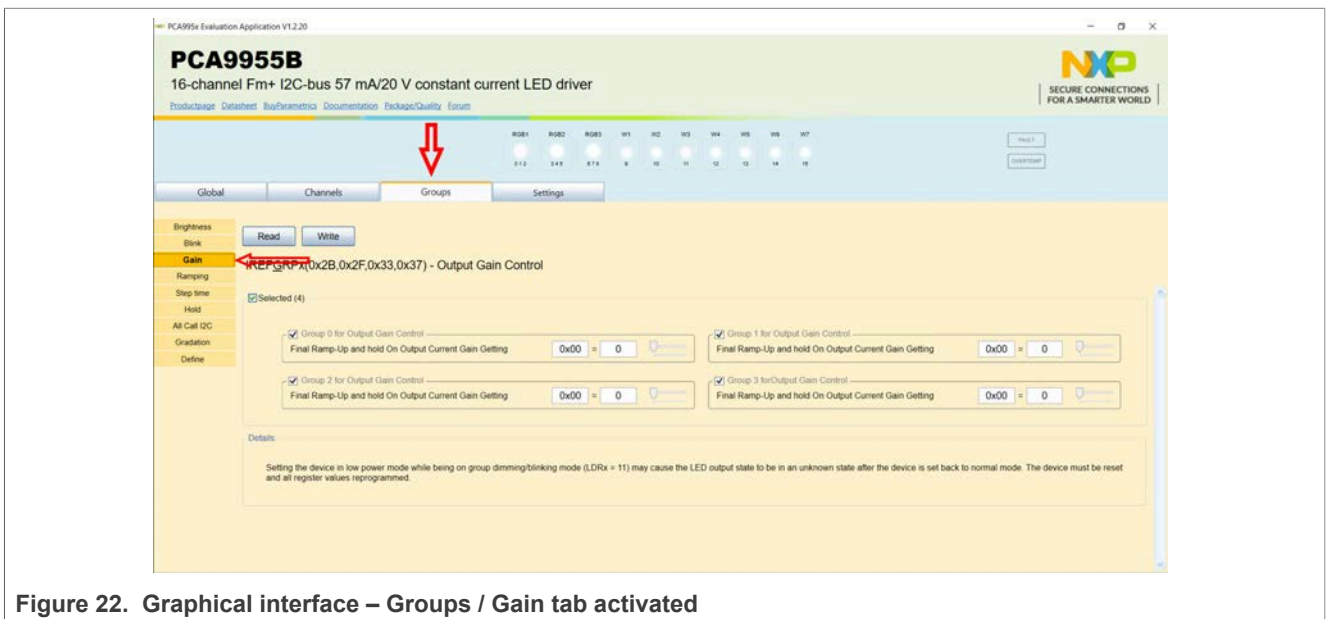 PCA995x Evaluation Application V1.2.20
PCA9955B
16-channel Fm+ I2C-bus 57 mA/20 V constant current LED driver
Productpage Datasheet BuyParametrics Documentation Package/Quality Forum
NXP
SECURE CONNECTIONS
FOR A SMARTER WORLD
RGB1 RGB2 RGB3 W1 W2 W3 W4 W5 W6 W7
9 10 11 12 13 14 15
FAULT
OVERTEMP
Global Channels Groups Settings
Brightness
Blink
Gain
Ramping
Step time
Hold
All Call I2C
Gradation
Define
Read Write
IREFGRPx(0x2B,0x2F,0x33,0x37) - Output Gain Control
Selected (4)
Group 0 for Output Gain Control
Final Ramp-Up and hold On Output Current Gain Getting 0x00 = 0
Group 1 for Output Gain Control
Final Ramp-Up and hold On Output Current Gain Getting 0x00 = 0
Group 2 for Output Gain Control
Final Ramp-Up and hold On Output Current Gain Getting 0x00 = 0
Group 3 forOutput Gain Control
Final Ramp-Up and hold On Output Current Gain Getting 0x00 = 0
Details
Setting the device in low power mode while being on group dimming/blinking mode (LDRx = 11) may cause the LED output state to be in an unknown state after the device is set back to normal mode. The device must be reset
and all register values reprogrammed.
Figure 22. Graphical interface – Groups / Gain tab activated